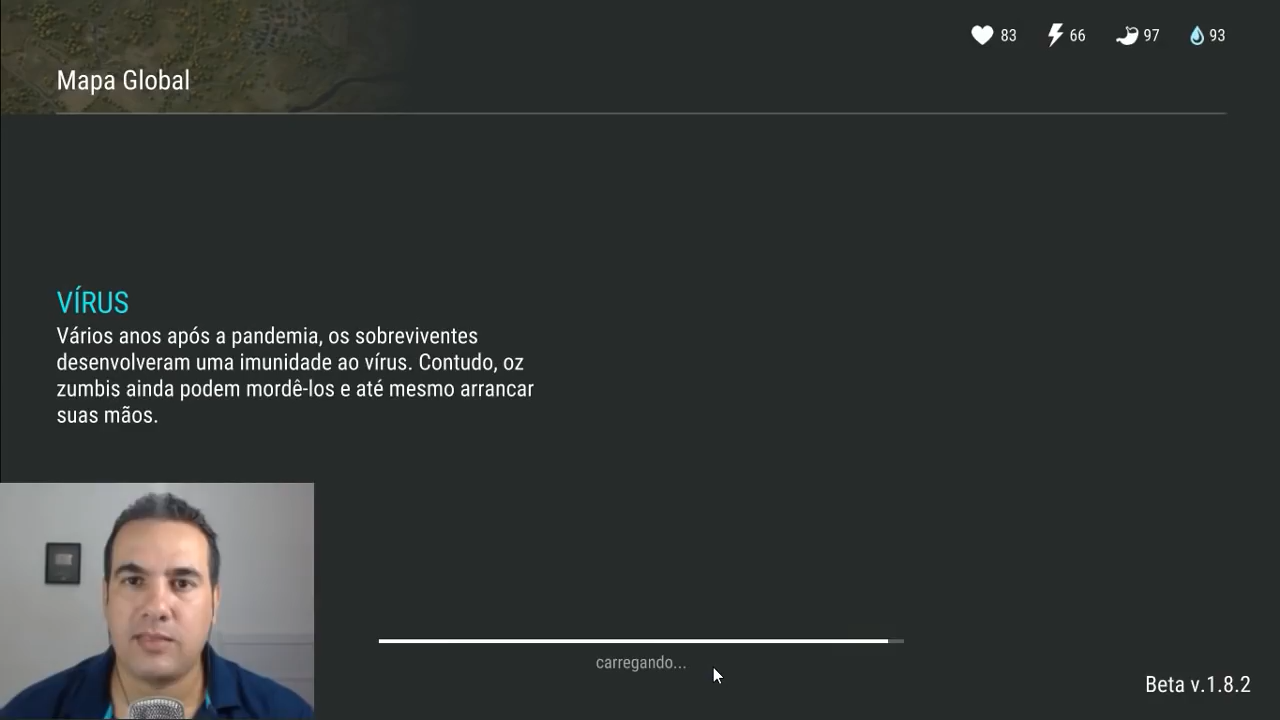 83 66 97 93
Mapa Global
VÍRUS
Vários anos após a pandemia, os sobreviventes
desenvolveram uma imunidade ao vírus. Contudo, oz
zumbis ainda podem mordê-los e até mesmo arrancar
suas mãos.
carregando...
Beta v.1.8.2